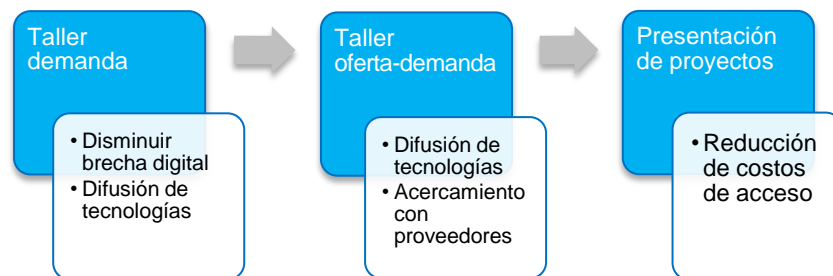 Taller
demanda
• Disminuir
brecha digital
• Difusión de
tecnologías
Taller
oferta-demanda
• Difusión de
tecnologías
• Acercamiento
con
proveedores
Presentación
de proyectos
• Reducción
de costos
de acceso